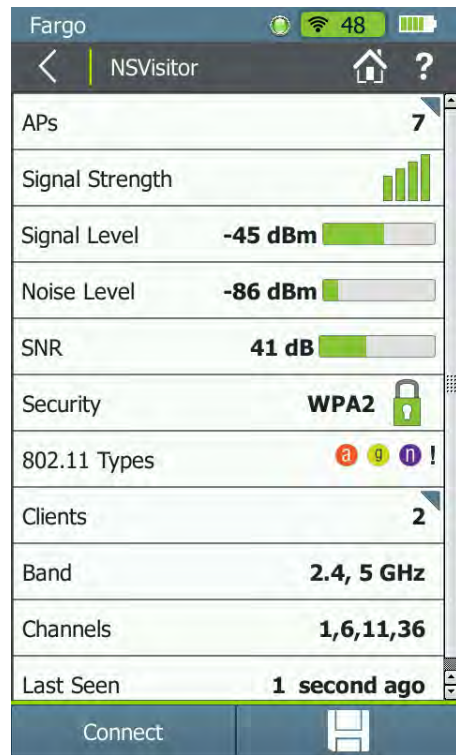 Fargo 48
NSVisitor ?
APs 7
Signal Strength
Signal Level -45 dBm
Noise Level -86 dBm
SNR 41 dB
Security WPA2
802.11 Types a g n !
Clients 2
Band 2.4, 5 GHz
Channels 1,6,11,36
Last Seen 1 second ago
Connect